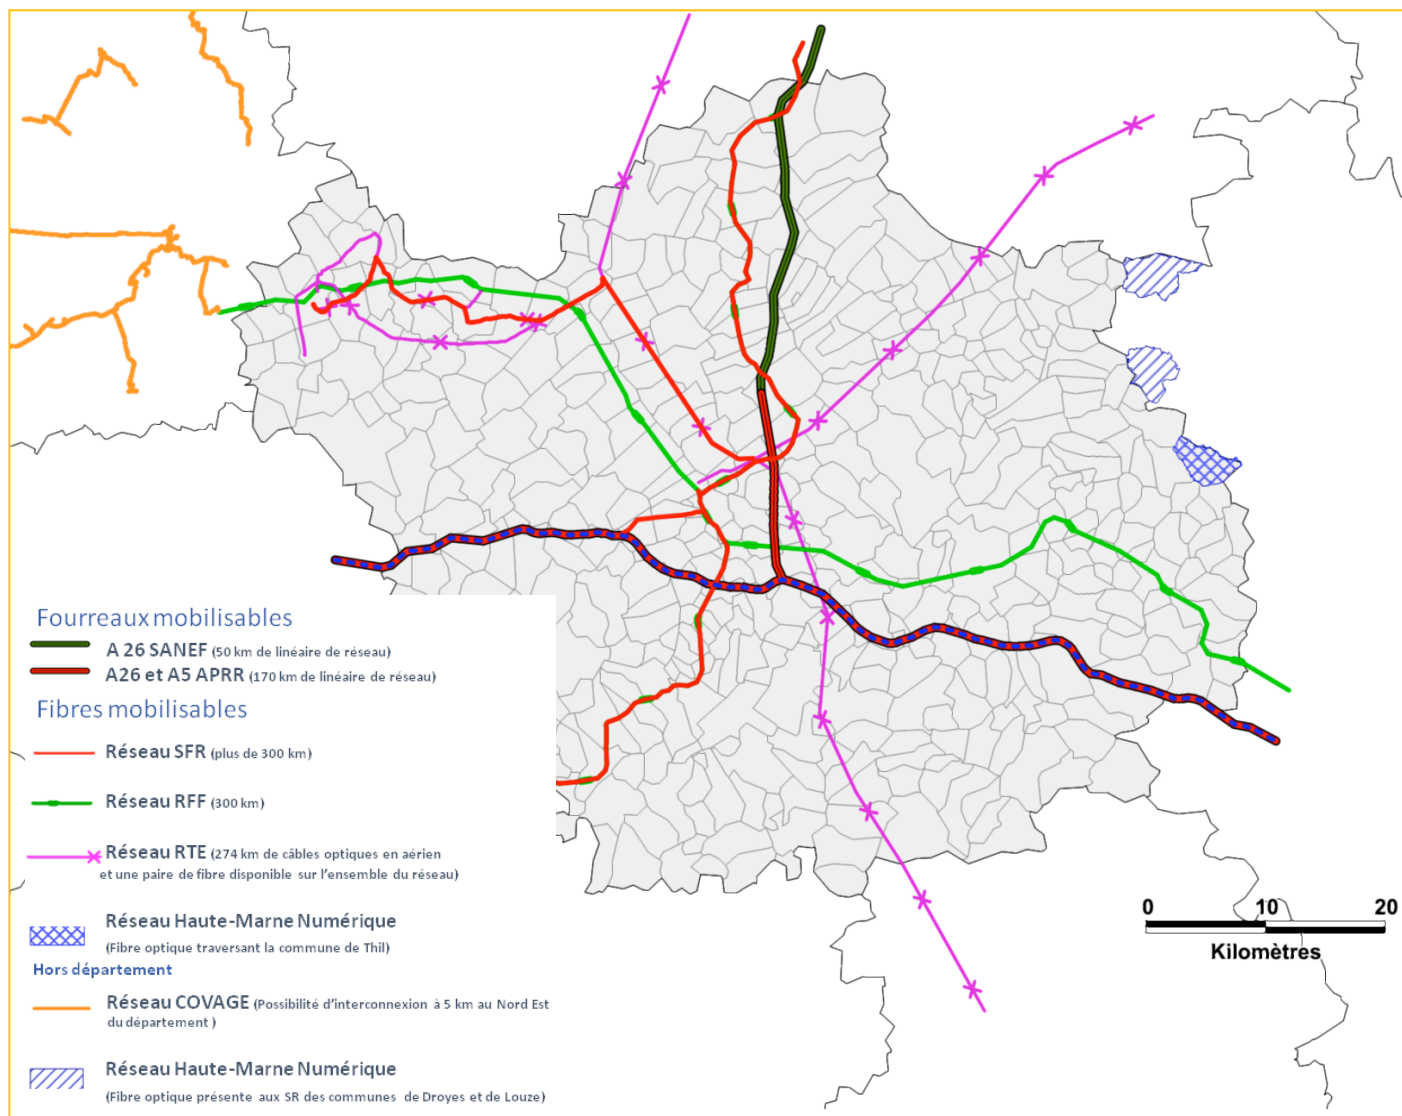 Fourreaux mobilisables
A 26 SANEF (50 km de linéaire de réseau)
A26 et A5 APRR (170 km de linéaire de réseau)
Fibres mobilisables
Réseau SFR (plus de 300 km)
Réseau RFF (300 km)
Réseau RTE (274 km de câbles optiques en aérien
et une paire de fibre disponible sur l'ensemble du réseau)
Réseau Haute-Marne Numérique
(Fibre optique traversant la commune de Thil)
Hors département
Réseau COVAGE (Possibilité d'interconnexion à 5 km au Nord Est
du département )
Réseau Haute-Marne Numérique
(Fibre optique présente aux SR des communes de Droyes et de Louze)
0 10 20
Kilomètres